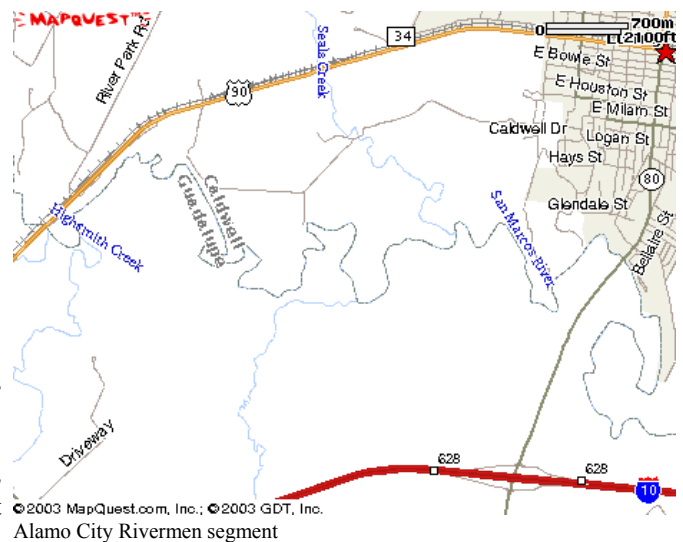 MAPQUEST
700m
0
2100ft
34
E Bowie St
River Park Rd
Seals Creek
90
E Houston St
E Milam St
Caldwell Dr
Logan St
Hays St
80
Caldwell
Guadalupe
Glendale St
San Marcos River
Highsmith Creek
Bellaire St
Driveway
628
628
10
©2003 MapQuest.com, Inc.; ©2003 GDT, Inc.
Alamo City Rivermen segment